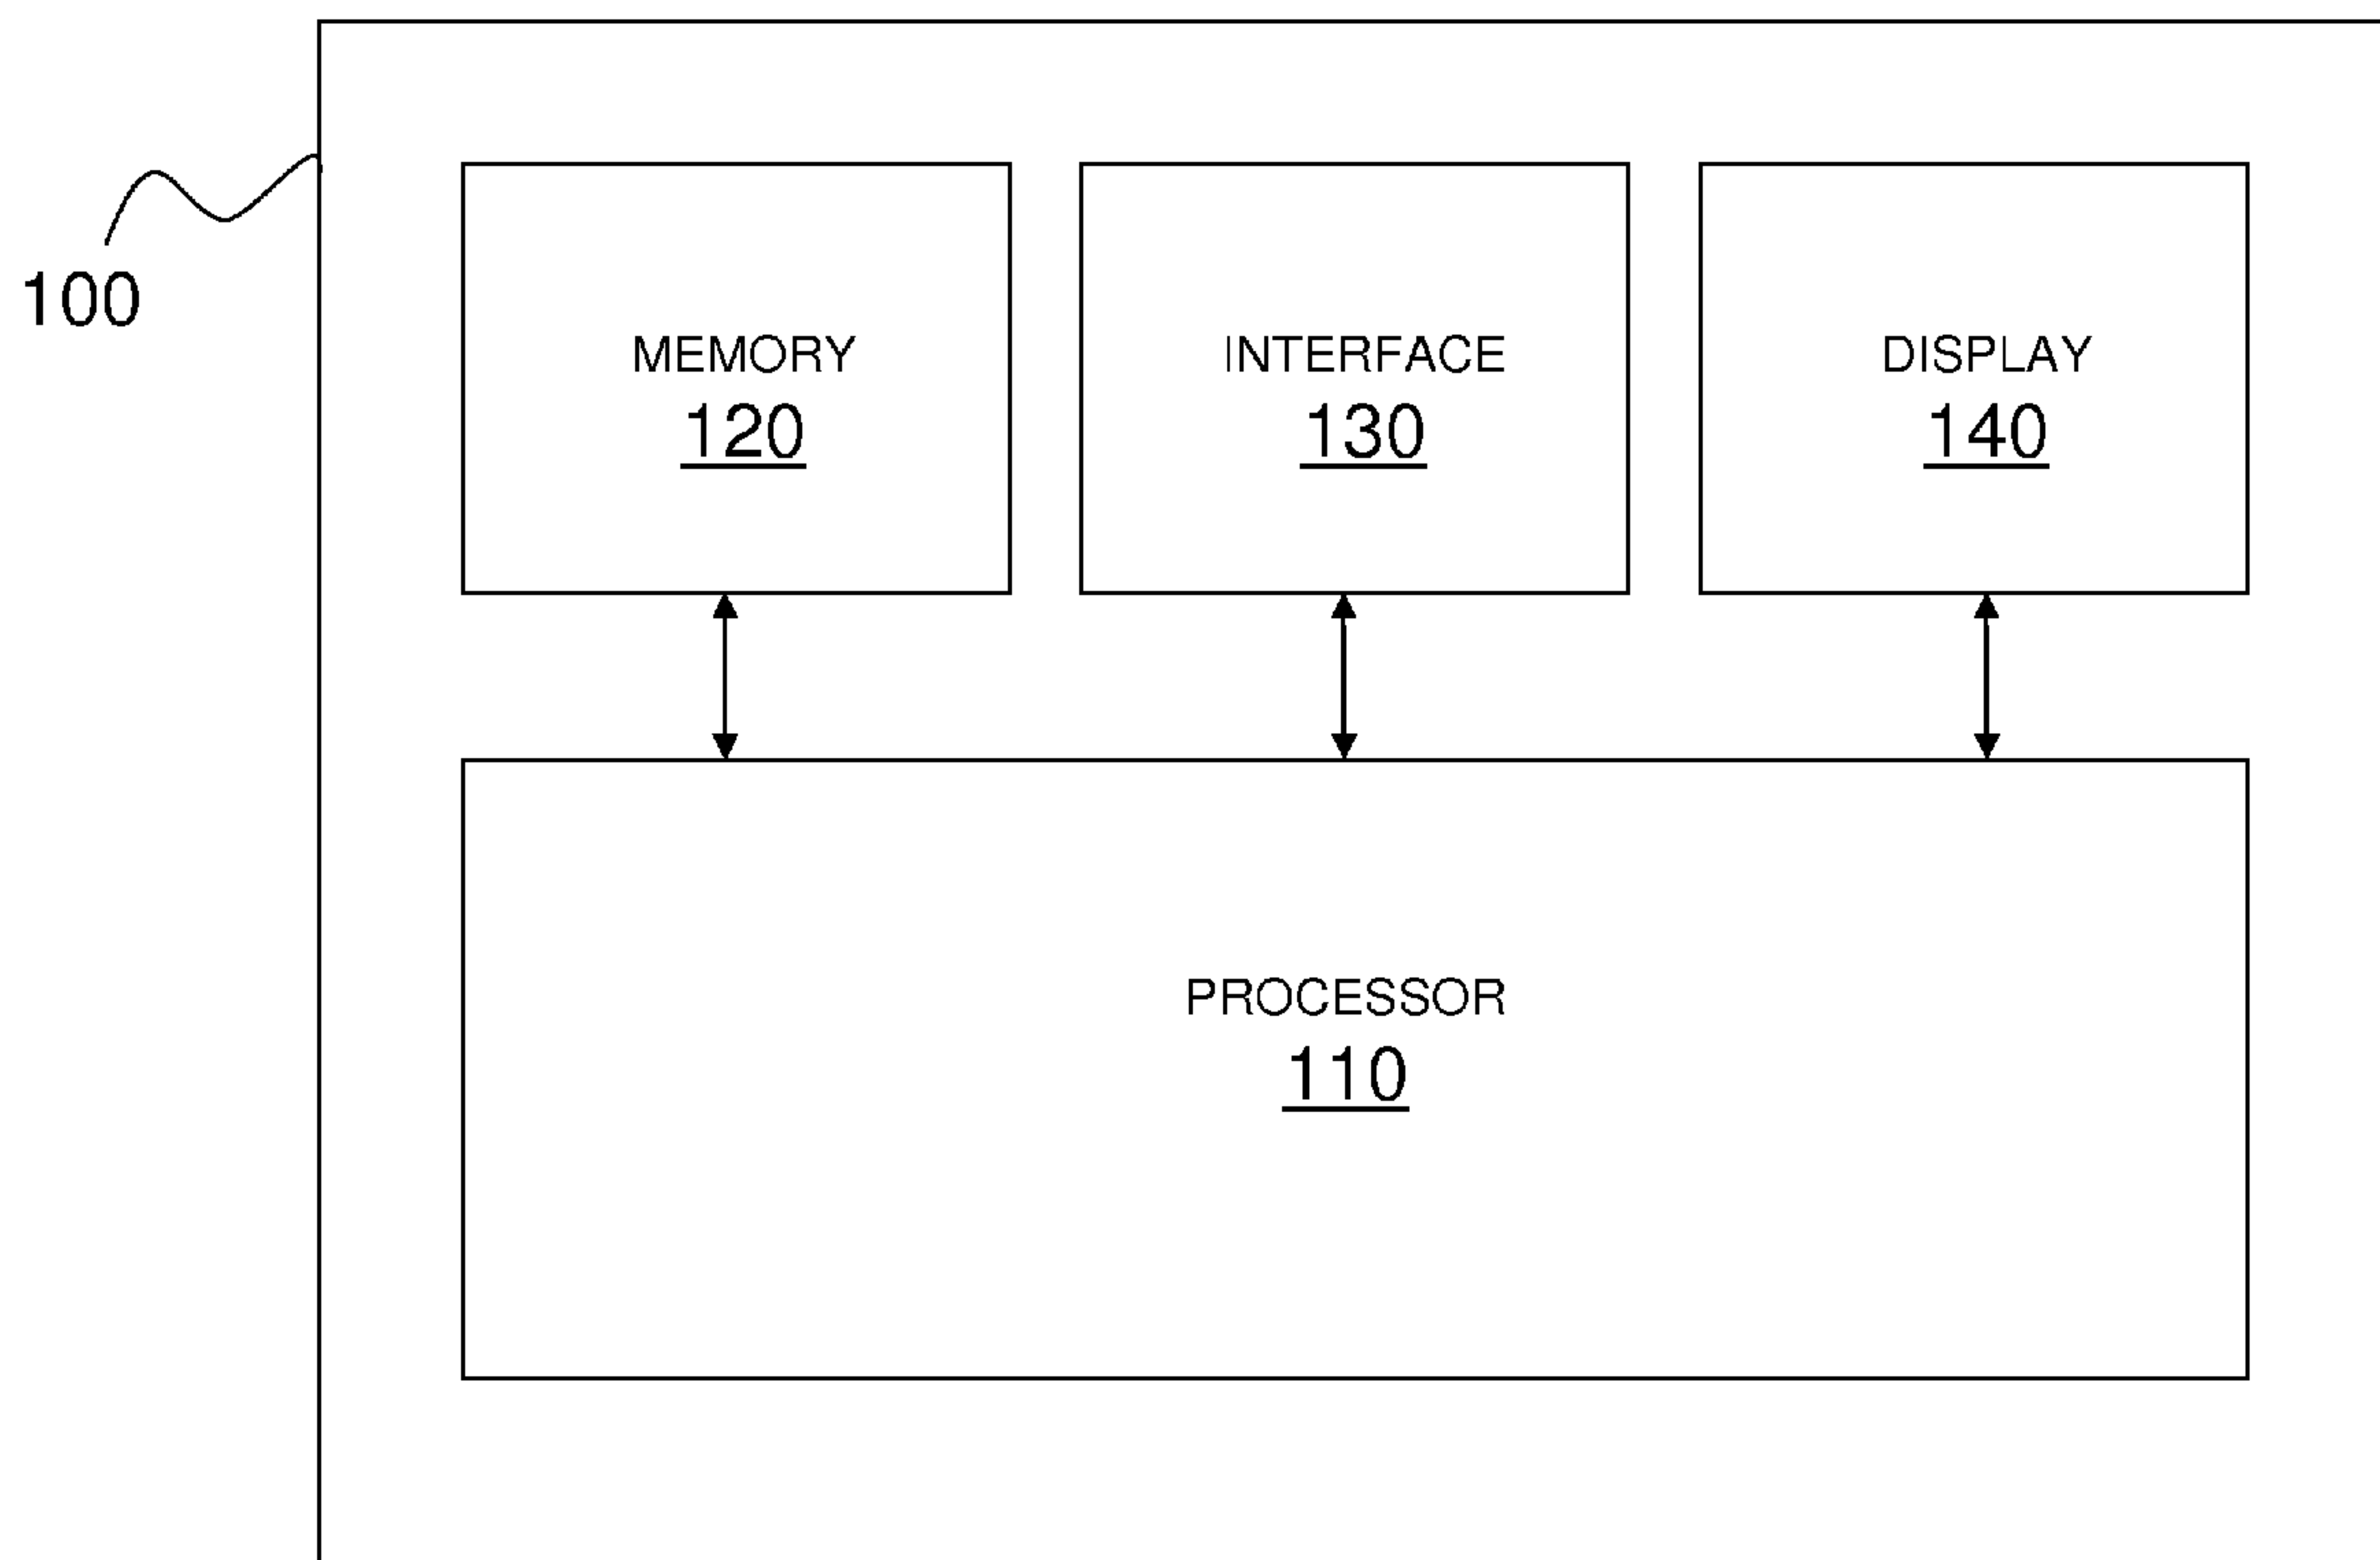 100
MEMORY
120
INTERFACE
130
DISPLAY
140
PROCESSOR
110